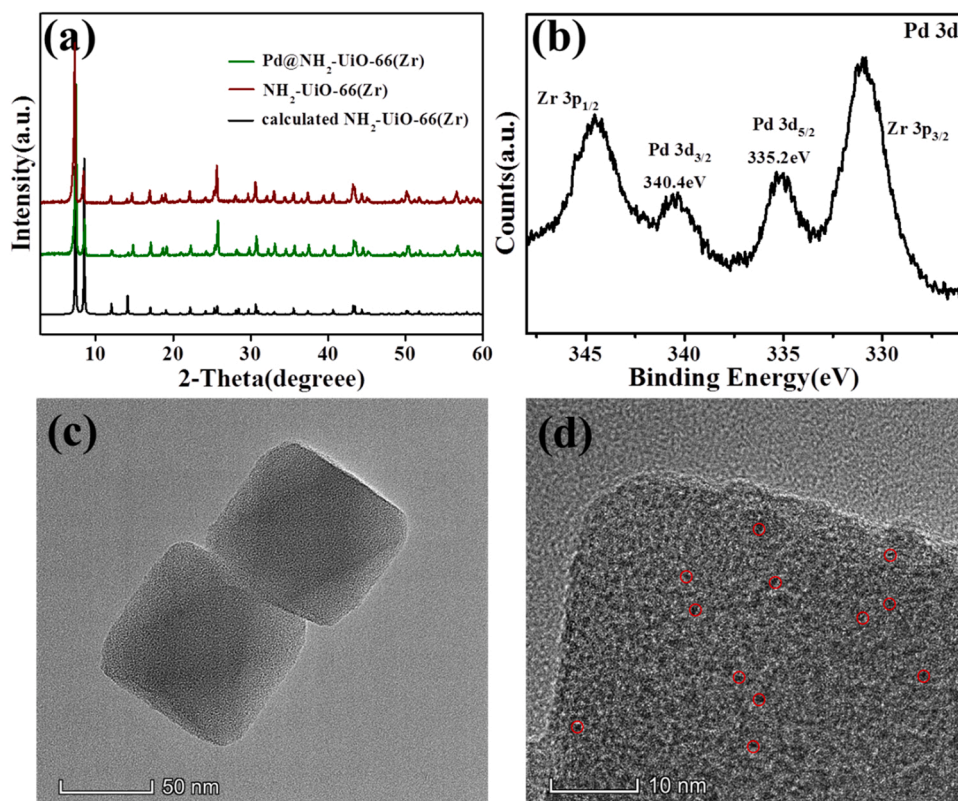 (a)
Pd@NH2-UiO-66(Zr)
NH2-UiO-66(Zr)
calculated NH2-UiO-66(Zr)
Intensity(a.u.)
10 20 30 40 50 60
2-Theta(degreee)
(b)
Pd 3d
Zr 3p1/2
Pd 3d3/2
340.4eV
Pd 3d5/2
335.2eV
Zr 3p3/2
Counts(a.u.)
345 340 335 330
Binding Energy(eV)
(c)
50 nm
(d)
10 nm